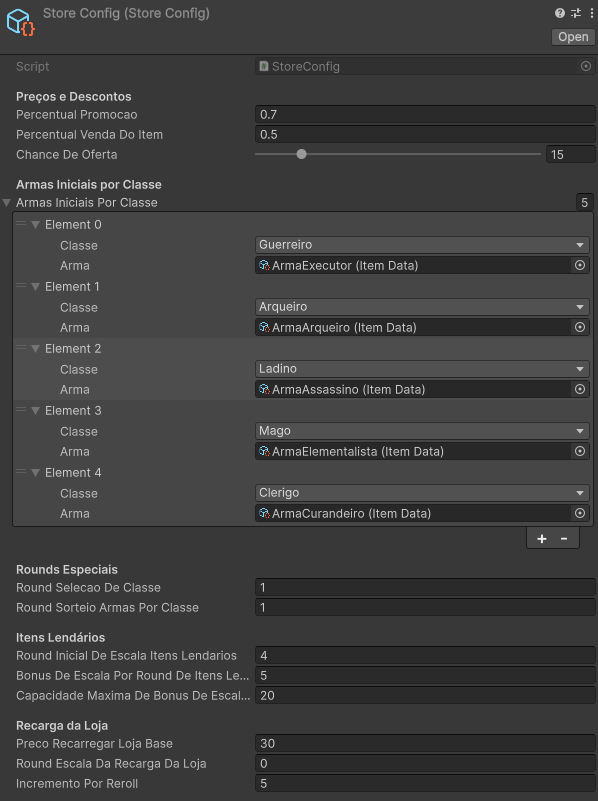 Store Config (Store Config)
Open
Script StoreConfig
Preços e Descontos
Percentual Promocao 0.7
Percentual Venda Do Item 0.5
Chance De Oferta 15
Armas Iniciais por Classe
Armas Iniciais Por Classe 5
Element 0
Classe Guerreiro
Arma ArmaExecutor (Item Data)
Element 1
Classe Arqueiro
Arma ArmaArqueiro (Item Data)
Element 2
Classe Ladino
Arma ArmaAssassino (Item Data)
Element 3
Classe Mago
Arma ArmaElementalista (Item Data)
Element 4
Classe Clerigo
Arma ArmaCurandeiro (Item Data)
+ -
Rounds Especiais
Round Selecao De Classe 1
Round Sorteio Armas Por Classe 1
Itens Lendários
Round Inicial De Escala Itens Lendarios 4
Bonus De Escala Por Round De Itens Le... 5
Capacidade Maxima De Bonus De Escal... 20
Recarga da Loja
Preco Recarregar Loja Base 30
Round Escala Da Recarga Da Loja 0
Incremento Por Reroll 5